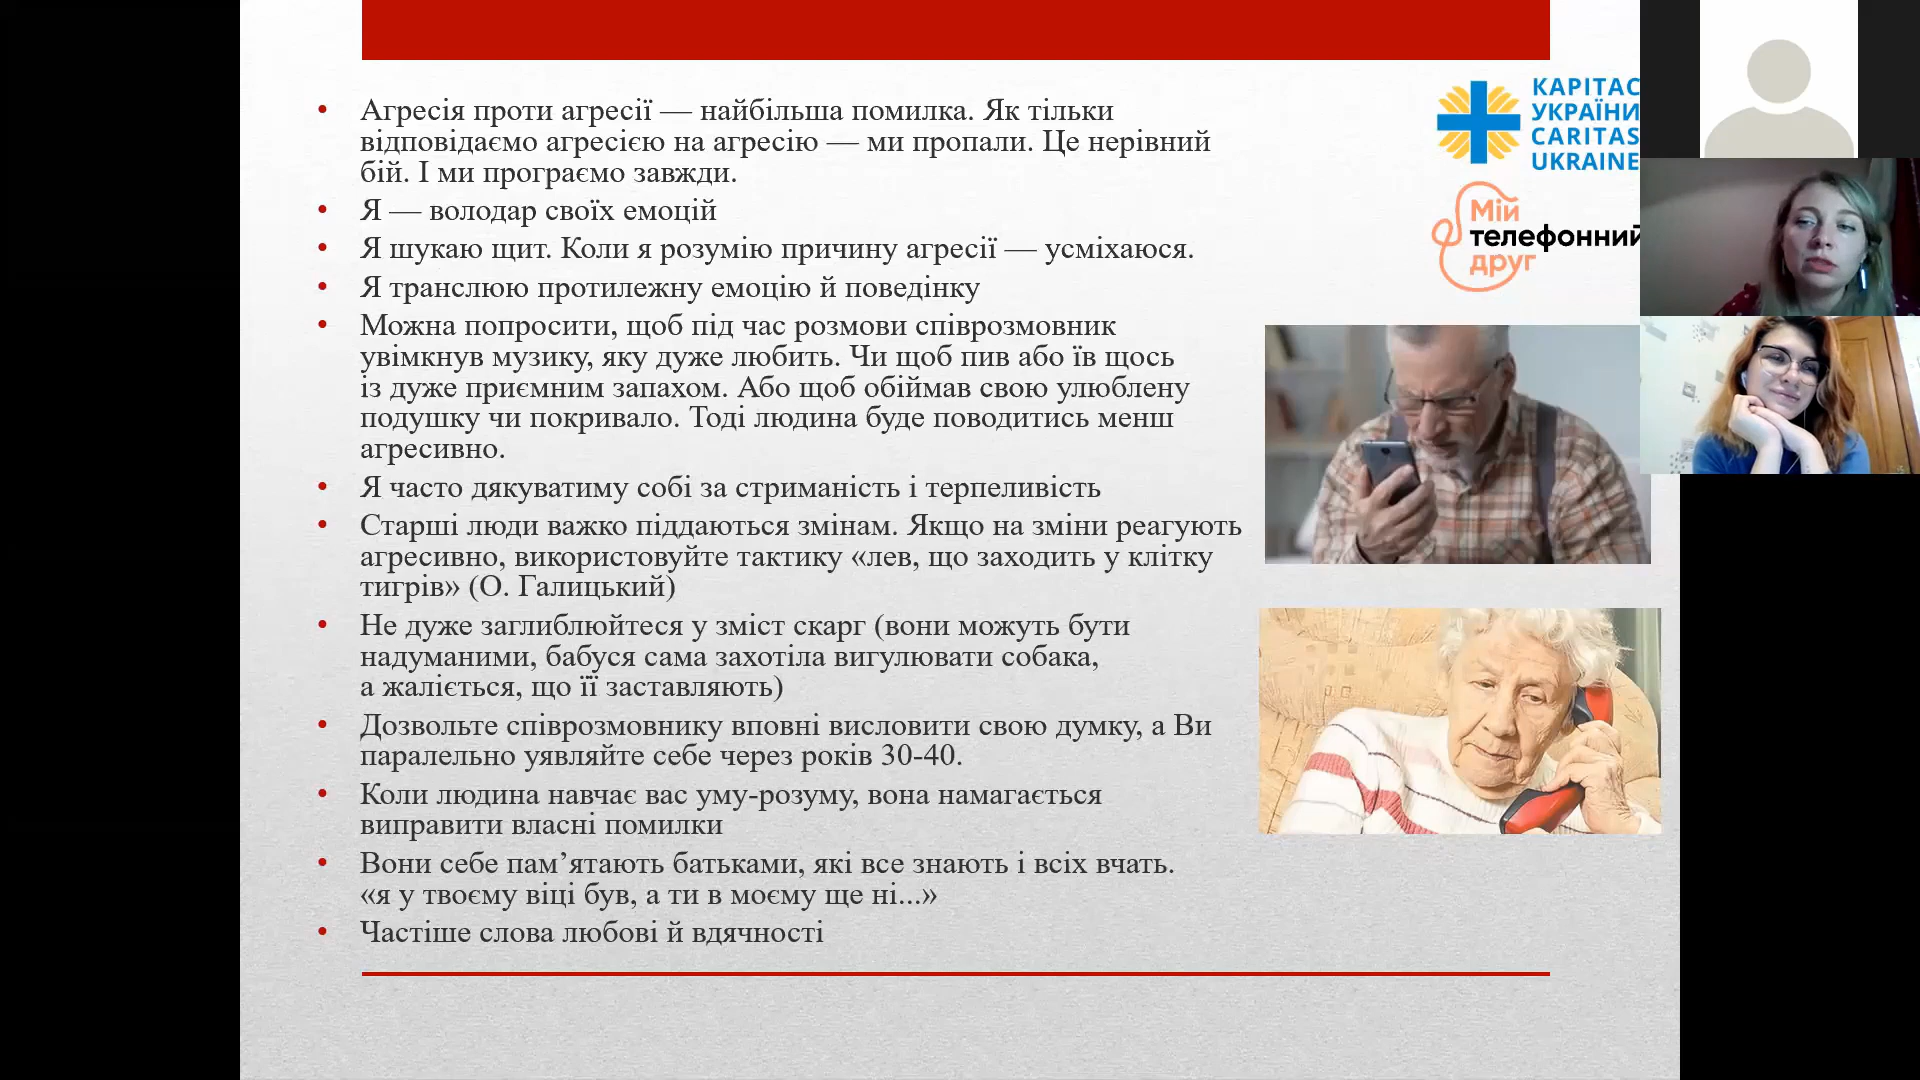 Агресія проти агресії — найбільша помилка. Як тільки
відповідаємо агресією на агресію — ми пропали. Це нерівний
бій. І ми програємо завжди.
Я — володар своїх емоцій
Я шукаю щит. Коли я розумію причину агресії — усміхаюся.
Я транслюю протилежну емоцію й поведінку
Можна попросити, щоб під час розмови співрозмовник
увімкнув музику, яку дуже любить. Чи щоб пив або їв щось
із дуже приємним запахом. Або щоб обіймав свою улюблену
подушку чи покривало. Тоді людина буде поводитись менш
агресивно.
Я часто дякуватиму собі за стриманість і терпеливість
Старші люди важко піддаються змінам. Якщо на зміни реагують
агресивно, використовуйте тактику «лев, що заходить у клітку
тигрів» (О. Галицький)
Не дуже заглиблюйтеся у зміст скарг (вони можуть бути
надуманими, бабуся сама захотіла вигулювати собака,
а жаліється, що її заставляють)
Дозвольте співрозмовнику вповні висловити свою думку, а Ви
паралельно уявляйте себе через років 30-40.
Коли людина навчає вас уму-розуму, вона намагається
виправити власні помилки
Вони себе пам’ятають батьками, які все знають і всіх вчать.
«я у твоєму віці був, а ти в моєму ще ні...»
Частіше слова любові й вдячності
КАРІТАС
УКРАЇНИ
CARITAS
UKRAINE
Мій
телефонний
друг